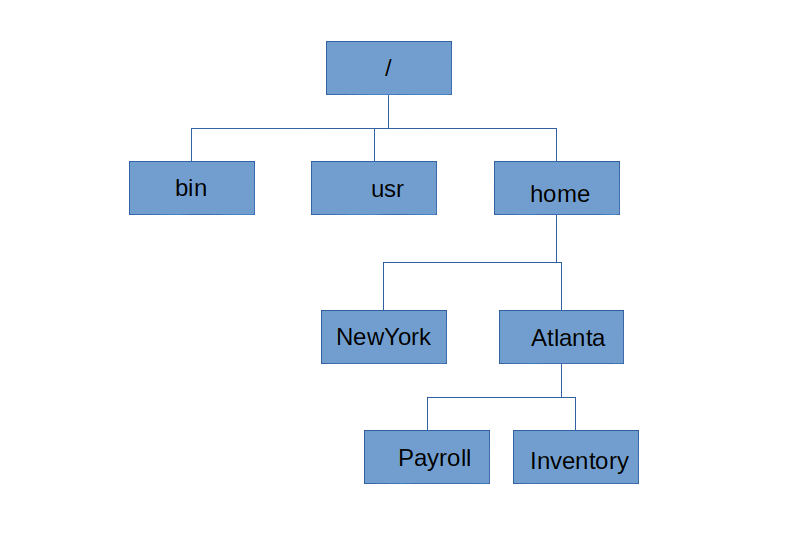 /
bin
usr
home
NewYork
Atlanta
Payroll
Inventory